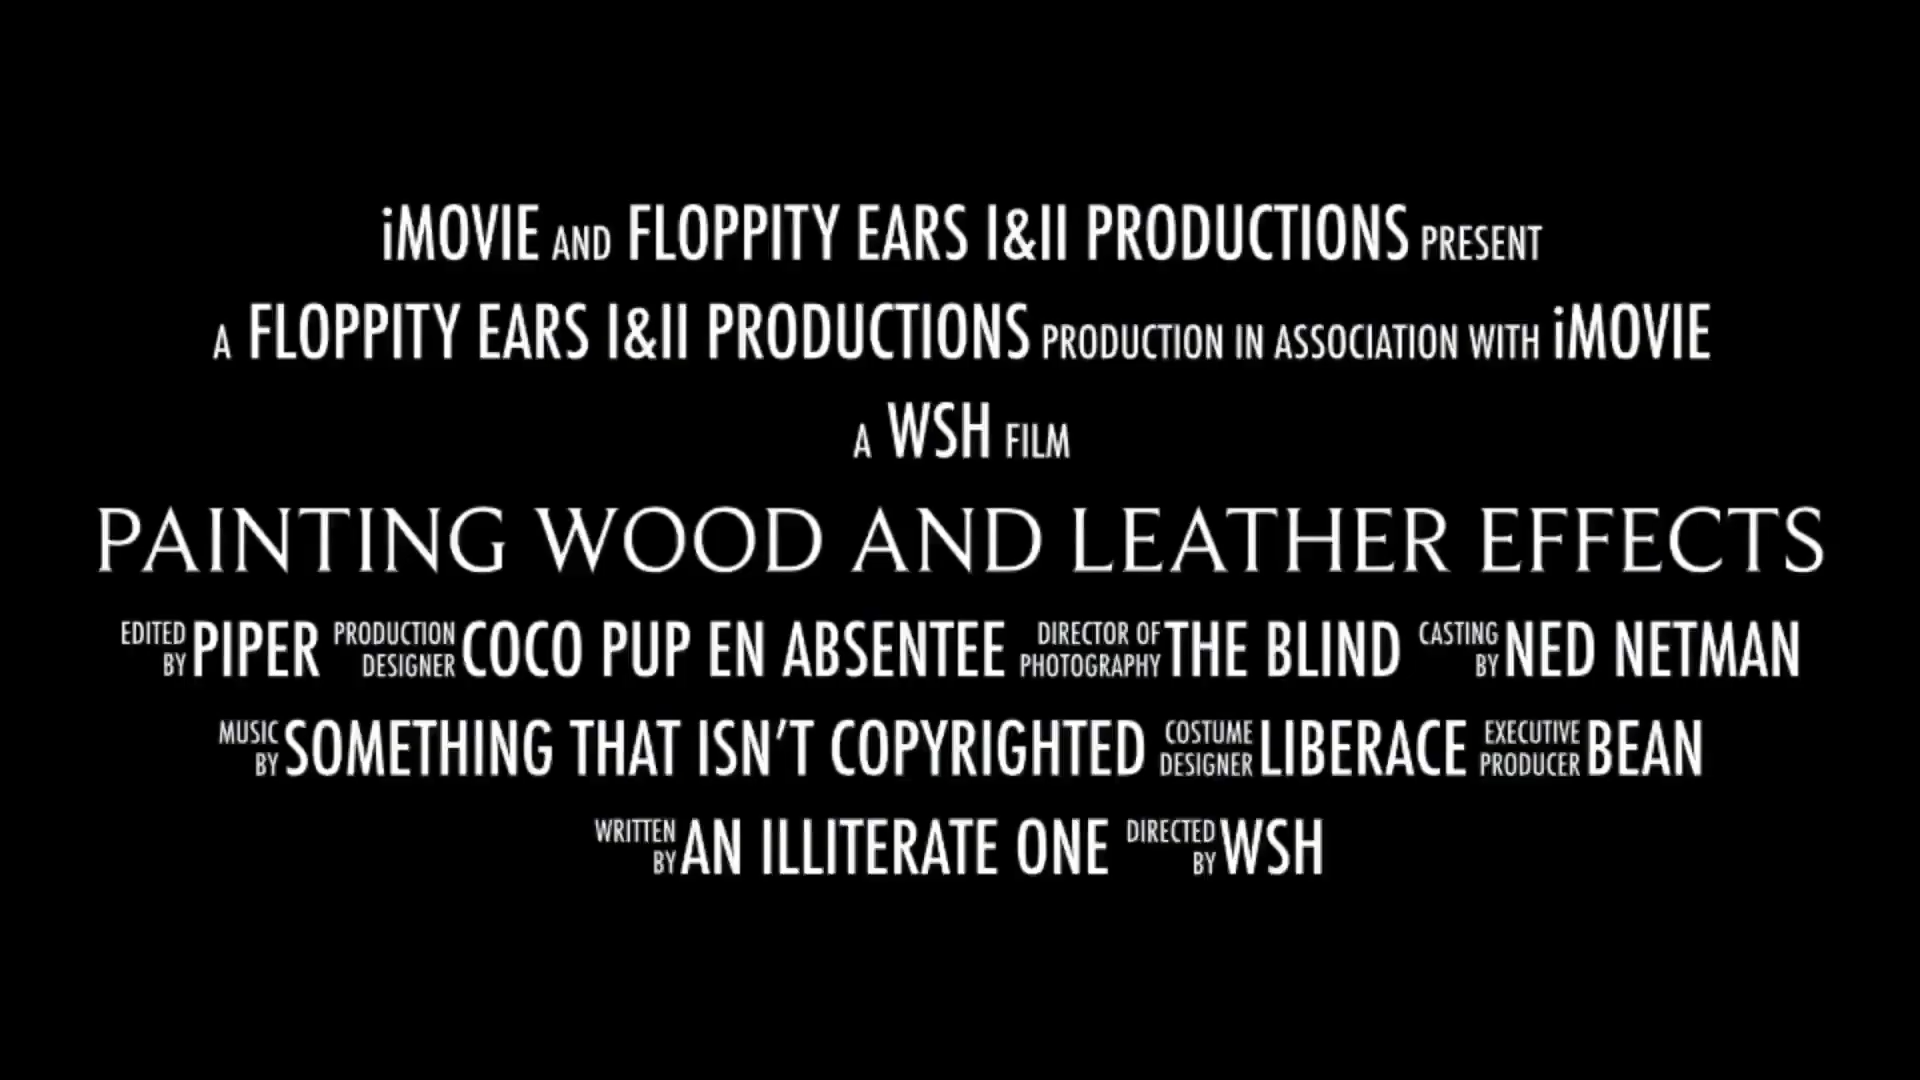 iMOVIE AND FLOPPITY EARS I&II PRODUCTIONS PRESENT
A FLOPPITY EARS I&II PRODUCTIONS PRODUCTION IN ASSOCIATION WITH iMOVIE
A WSH FILM
PAINTING WOOD AND LEATHER EFFECTS
EDITED BY PIPER PRODUCTION DESIGNER COCO PUP EN ABSENTEE DIRECTOR OF PHOTOGRAPHY THE BLIND CASTING BY NED NETMAN
MUSIC BY SOMETHING THAT ISN'T COPYRIGHTED COSTUME DESIGNER LIBERACE EXECUTIVE PRODUCER BEAN
WRITTEN BY AN ILLITERATE ONE DIRECTED BY WSH